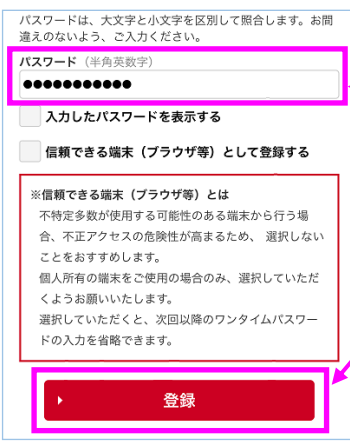 パスワードは、大文字と小文字を区別して照合します。お間
違えのないよう、ご入力ください。
パスワード（半角英数字）
●●●●●●●●●●●
入力したパスワードを表示する
信頼できる端末（ブラウザ等）として登録する
※信頼できる端末（ブラウザ等）とは
不特定多数が使用する可能性のある端末から行う場
合、不正アクセスの危険性が高まるため、 選択しない
ことをおすすめします。
個人所有の端末をご使用の場合のみ、選択していただ
くようお願いいたします。
選択していただくと、次回以降のワンタイムパスワー
ドの入力を省略できます。
登録